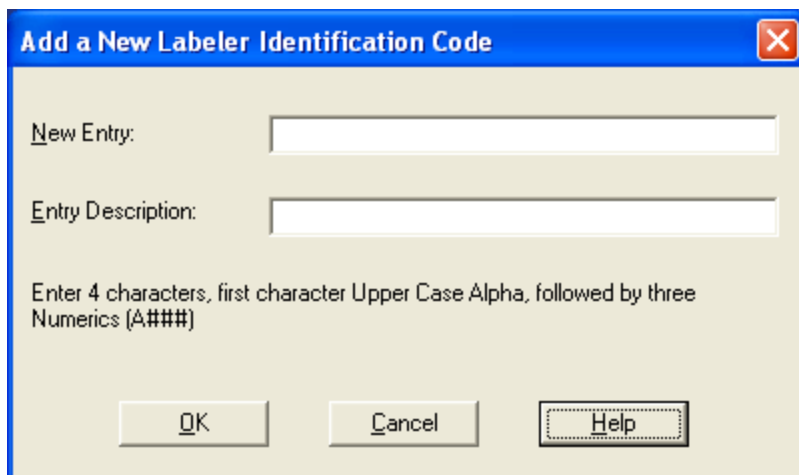 Add a New Labeler Identification Code
New Entry:
Entry Description:
Enter 4 characters, first character Upper Case Alpha, followed by three
Numerics (A###)
OK Cancel Help